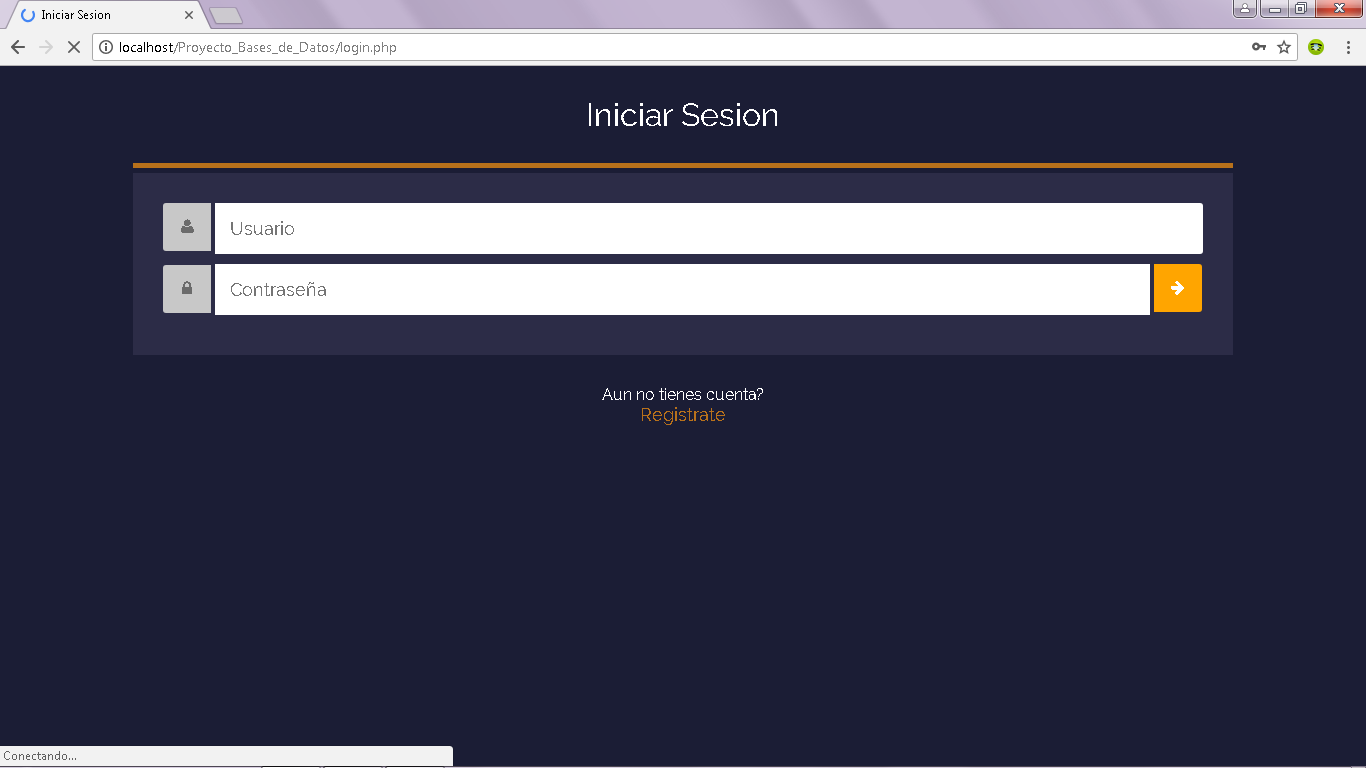 Iniciar Sesion
localhost/Proyecto_Bases_de_Datos/login.php
Iniciar Sesion
Usuario
Contraseña
Aun no tienes cuenta?
Registrate
Conectando...